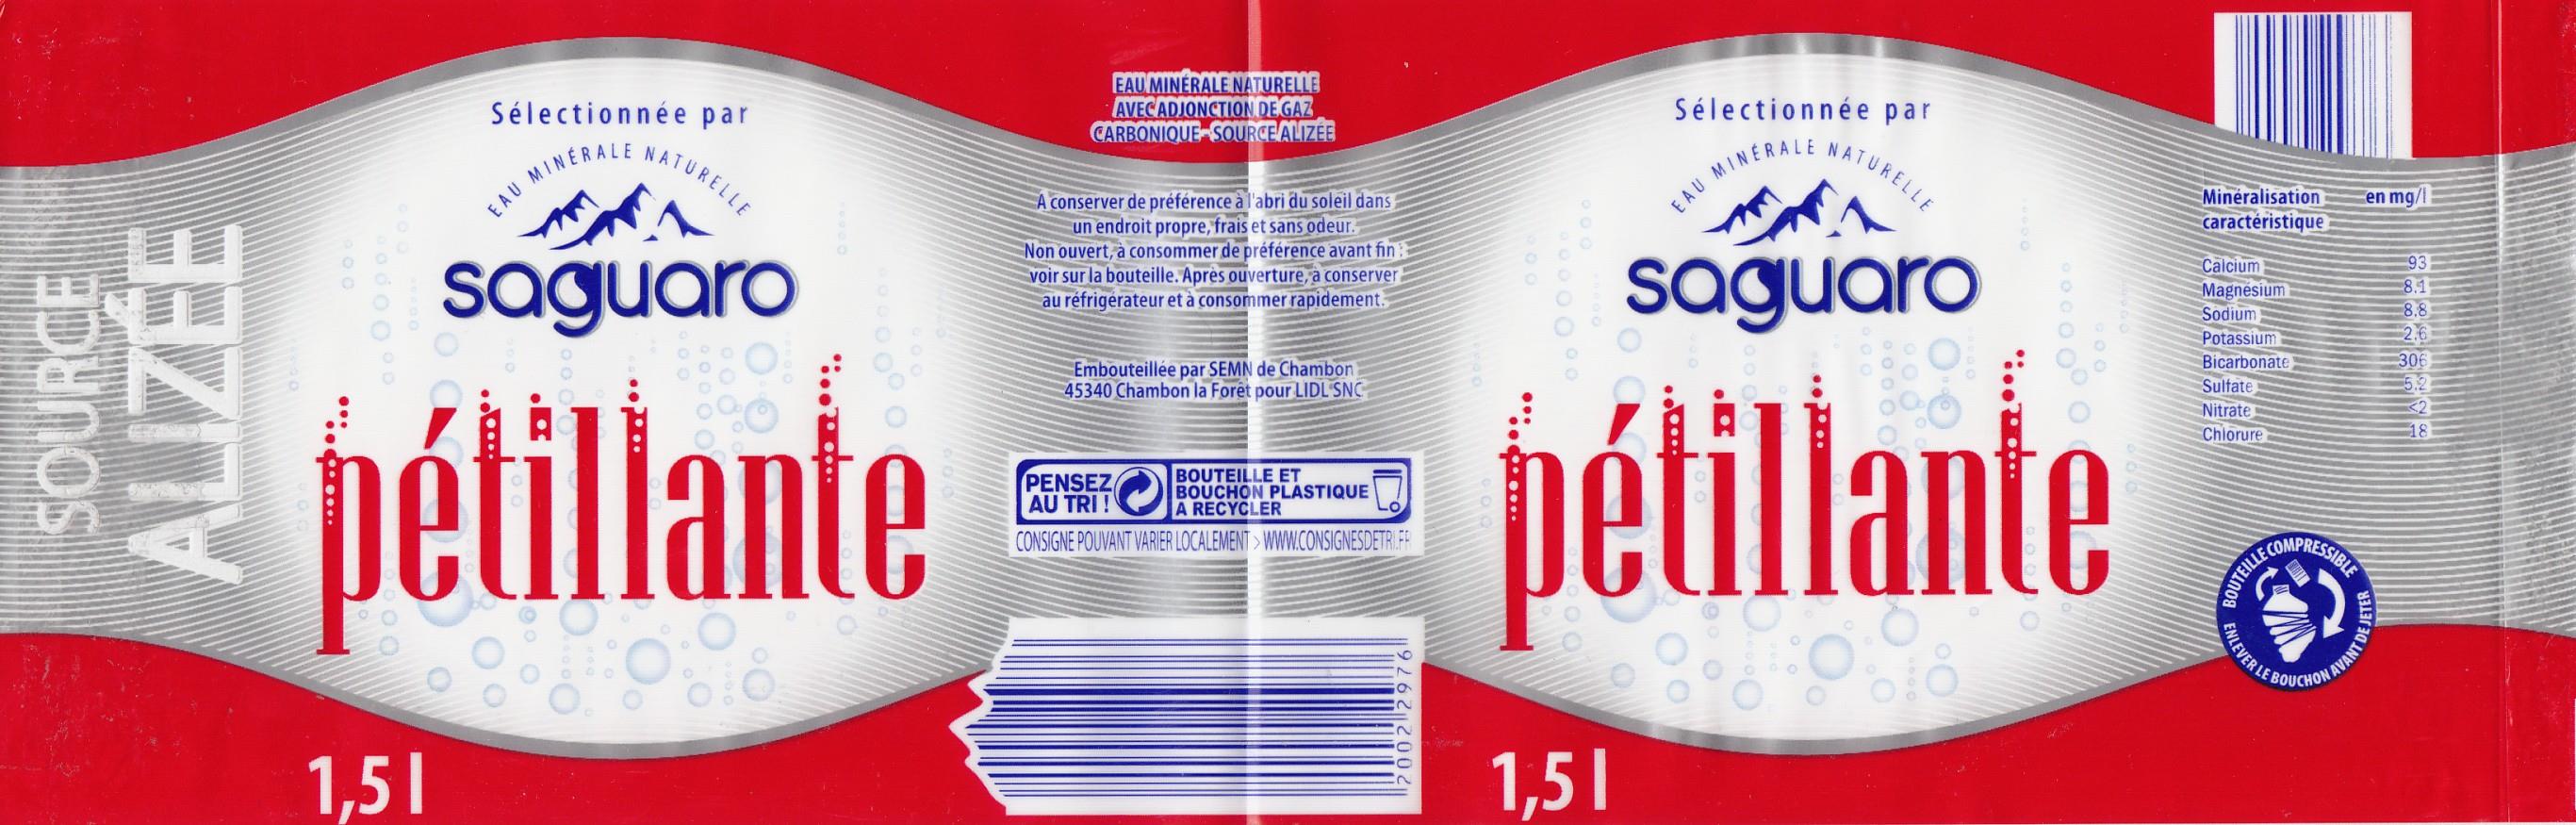 SOURCE
ALIZÉE
Sélectionnée par
EAU MINÉRALE NATURELLE
saguaro
pétillante
1,5 l
EAU MINÉRALE NATURELLE
AVEC ADJONCTION DE GAZ
CARBONIQUE - SOURCE ALIZÉE
A conserver de préférence à l'abri du soleil dans
un endroit propre, frais et sans odeur.
Non ouvert, à consommer de préférence avant fin :
voir sur la bouteille. Après ouverture, à conserver
au réfrigérateur et à consommer rapidement.
Embouteillée par SEMN de Chambon
45340 Chambon la Forêt pour LIDL SNC
PENSEZ
AU TRI !
BOUTEILLE ET
BOUCHON PLASTIQUE
A RECYCLER
CONSIGNE POUVANT VARIER LOCALEMENT > WWW.CONSIGNESDETRI.FR
20022976
Sélectionnée par
EAU MINÉRALE NATURELLE
saguaro
pétillante
1,5 l
Minéralisation en mg/l
caractéristique
Calcium 93
Magnésium 8.1
Sodium 8.8
Potassium 2.6
Bicarbonate 306
Sulfate 5.2
Nitrate <2
Chlorure 18
BOUTEILLE COMPRESSIBLE
ENLEVER LE BOUCHON AVANT DE JETER